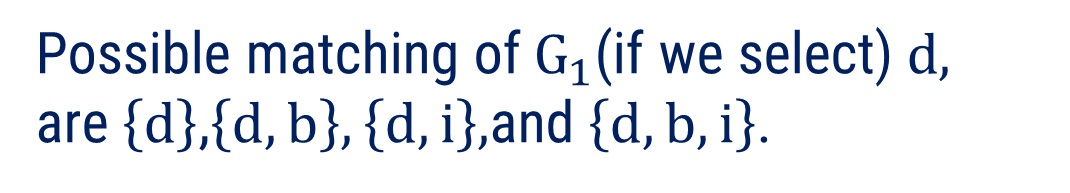 Possible matching of G₁(if we select) d,
are {d},{d, b}, {d, i},and {d, b, i}.